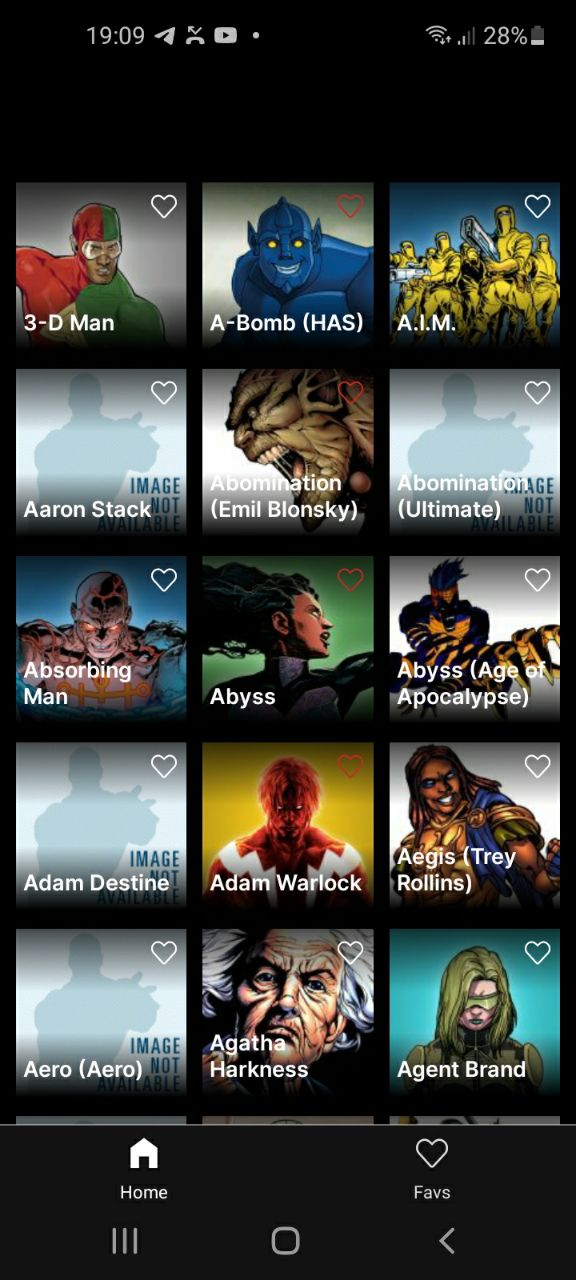 19:09
28%
3-D Man
A-Bomb (HAS)
A.I.M.
IMAGE
NOT
AVAILABLE
Aaron Stack
Abomination
(Emil Blonsky)
IMAGE
NOT
AVAILABLE
Abomination
(Ultimate)
Absorbing
Man
Abyss
Abyss (Age of
Apocalypse)
IMAGE
NOT
AVAILABLE
Adam Destine
Adam Warlock
Aegis (Trey
Rollins)
IMAGE
NOT
AVAILABLE
Aero (Aero)
Agatha
Harkness
Agent Brand
Home
Favs